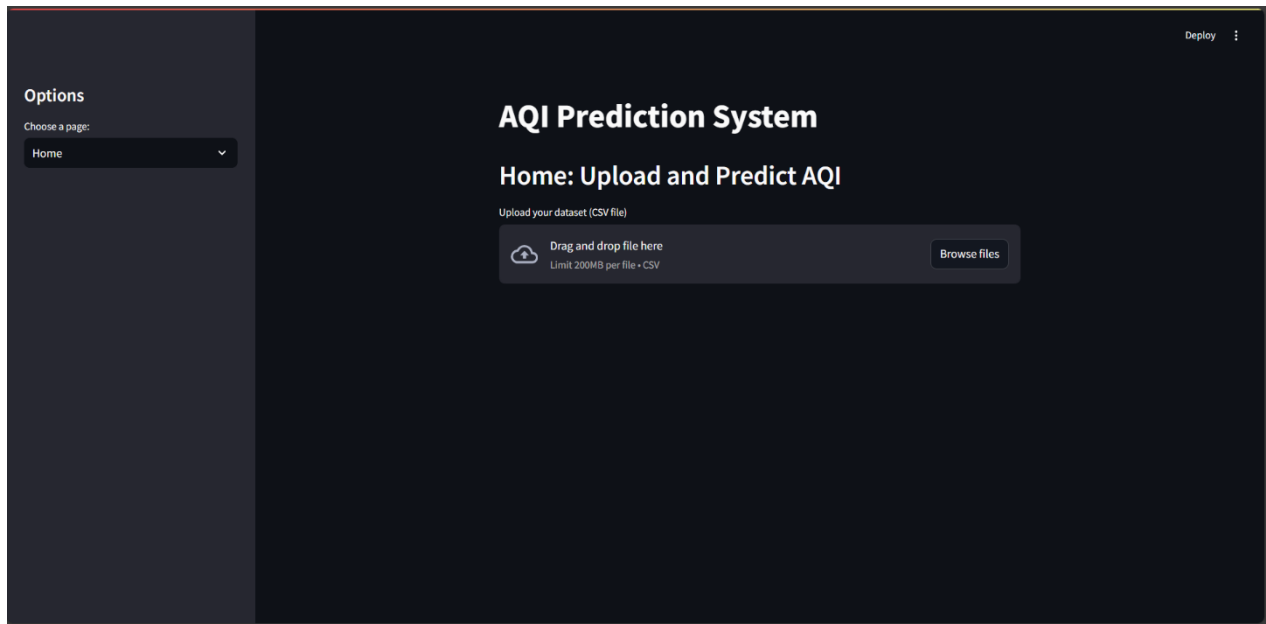 Deploy
Options
Choose a page:
Home
AQI Prediction System
Home: Upload and Predict AQI
Upload your dataset (CSV file)
Drag and drop file here
Limit 200MB per file • CSV
Browse files